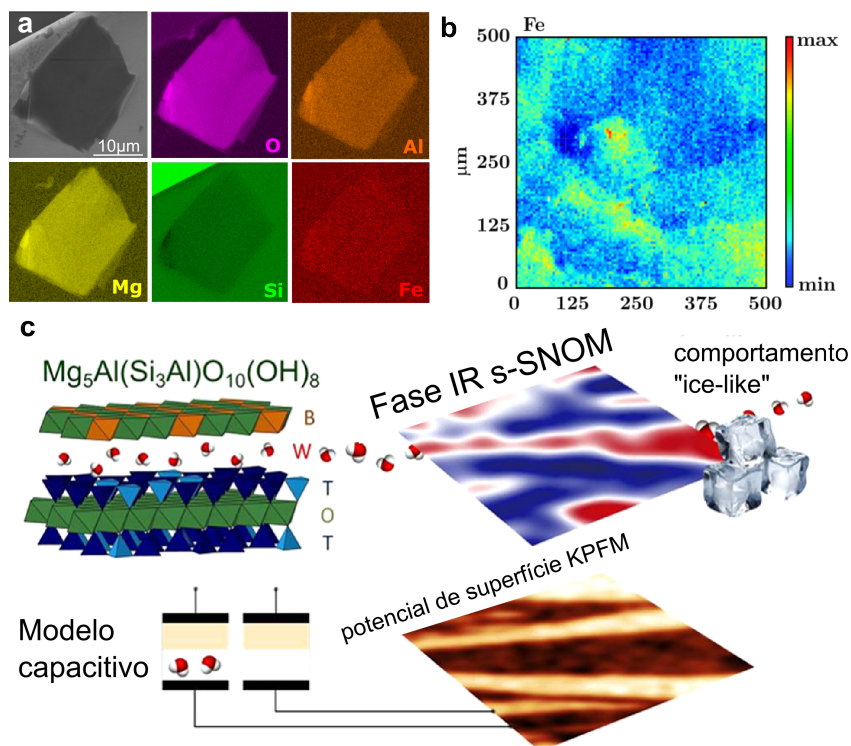 a
10µm
O
Al
Mg
Si
Fe
b
Fe
500
375
250
125
0
µm
0 125 250 375 500
max
min
c
Mg₅Al(Si₃Al)O₁₀(OH)₈
B
W
T
O
T
Fase IR s-SNOM
comportamento
"ice-like"
potencial de superfície KPFM
Modelo
capacitivo